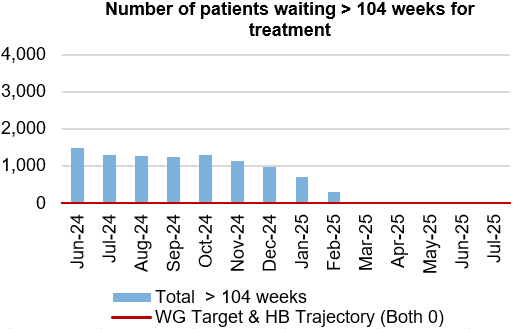 Number of patients waiting > 104 weeks for
treatment
4,000
3,000
2,000
1,000
0
Jun-24
Jul-24
Aug-24
Sep-24
Oct-24
Nov-24
Dec-24
Jan-25
Feb-25
Mar-25
Apr-25
May-25
Jun-25
Jul-25
Total > 104 weeks
WG Target & HB Trajectory (Both 0)